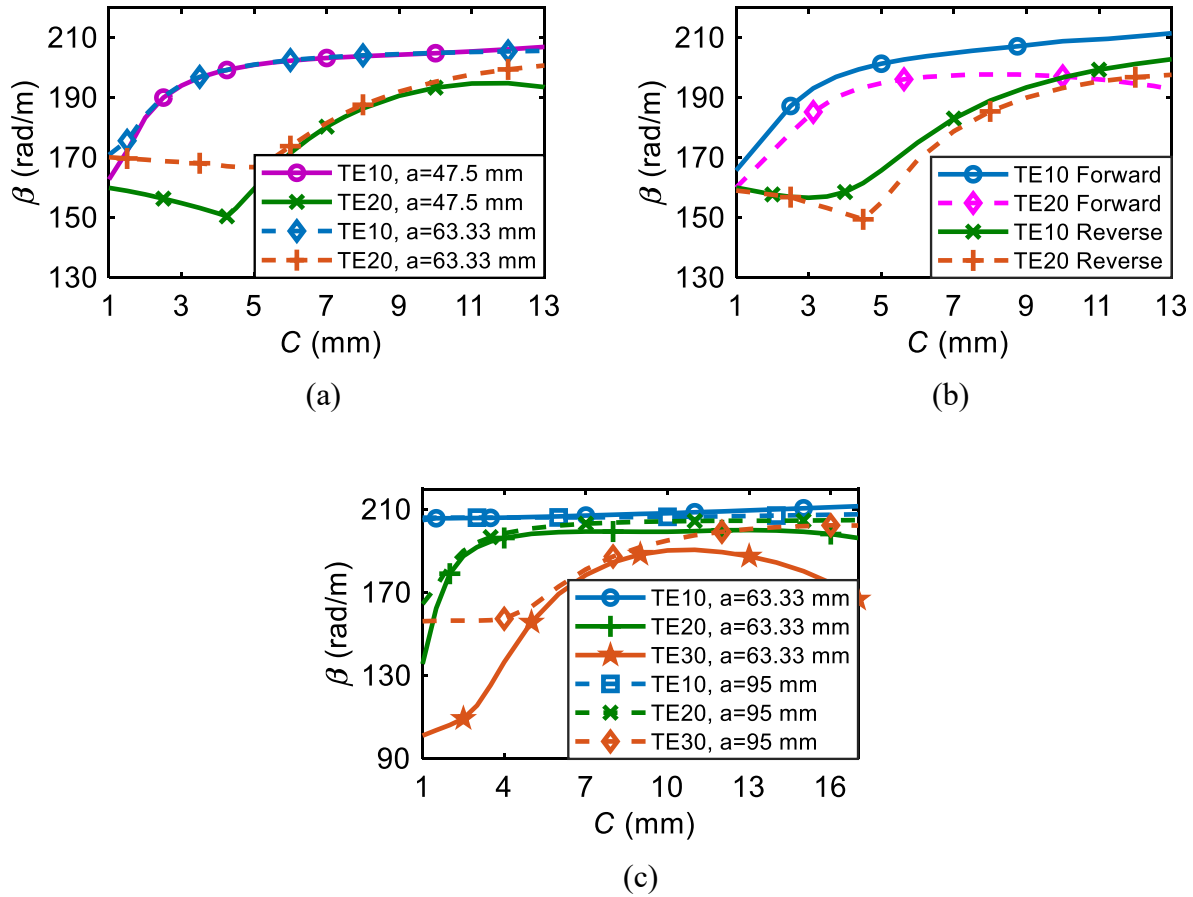 210
190
170
150
130
β (rad/m)
1 3 5 7 9 11 13
C (mm)
TE10, a=47.5 mm
TE20, a=47.5 mm
TE10, a=63.33 mm
TE20, a=63.33 mm
(a)
210
190
170
150
130
β (rad/m)
1 3 5 7 9 11 13
C (mm)
TE10 Forward
TE20 Forward
TE10 Reverse
TE20 Reverse
(b)
210
170
130
90
β (rad/m)
1 4 7 10 13 16
C (mm)
TE10, a=63.33 mm
TE20, a=63.33 mm
TE30, a=63.33 mm
TE10, a=95 mm
TE20, a=95 mm
TE30, a=95 mm
(c)